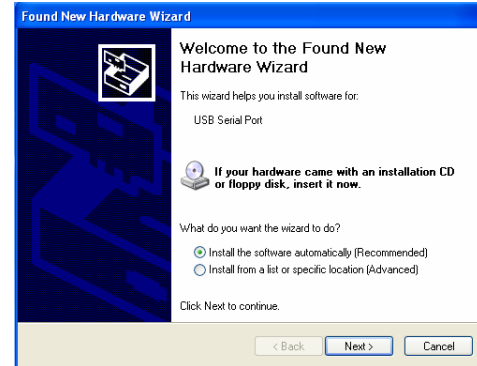 Found New Hardware Wizard
Welcome to the Found New
Hardware Wizard
This wizard helps you install software for:
USB Serial Port
If your hardware came with an installation CD
or floppy disk, insert it now.
What do you want the wizard to do?
Install the software automatically (Recommended)
Install from a list or specific location (Advanced)
Click Next to continue.
< Back Next > Cancel